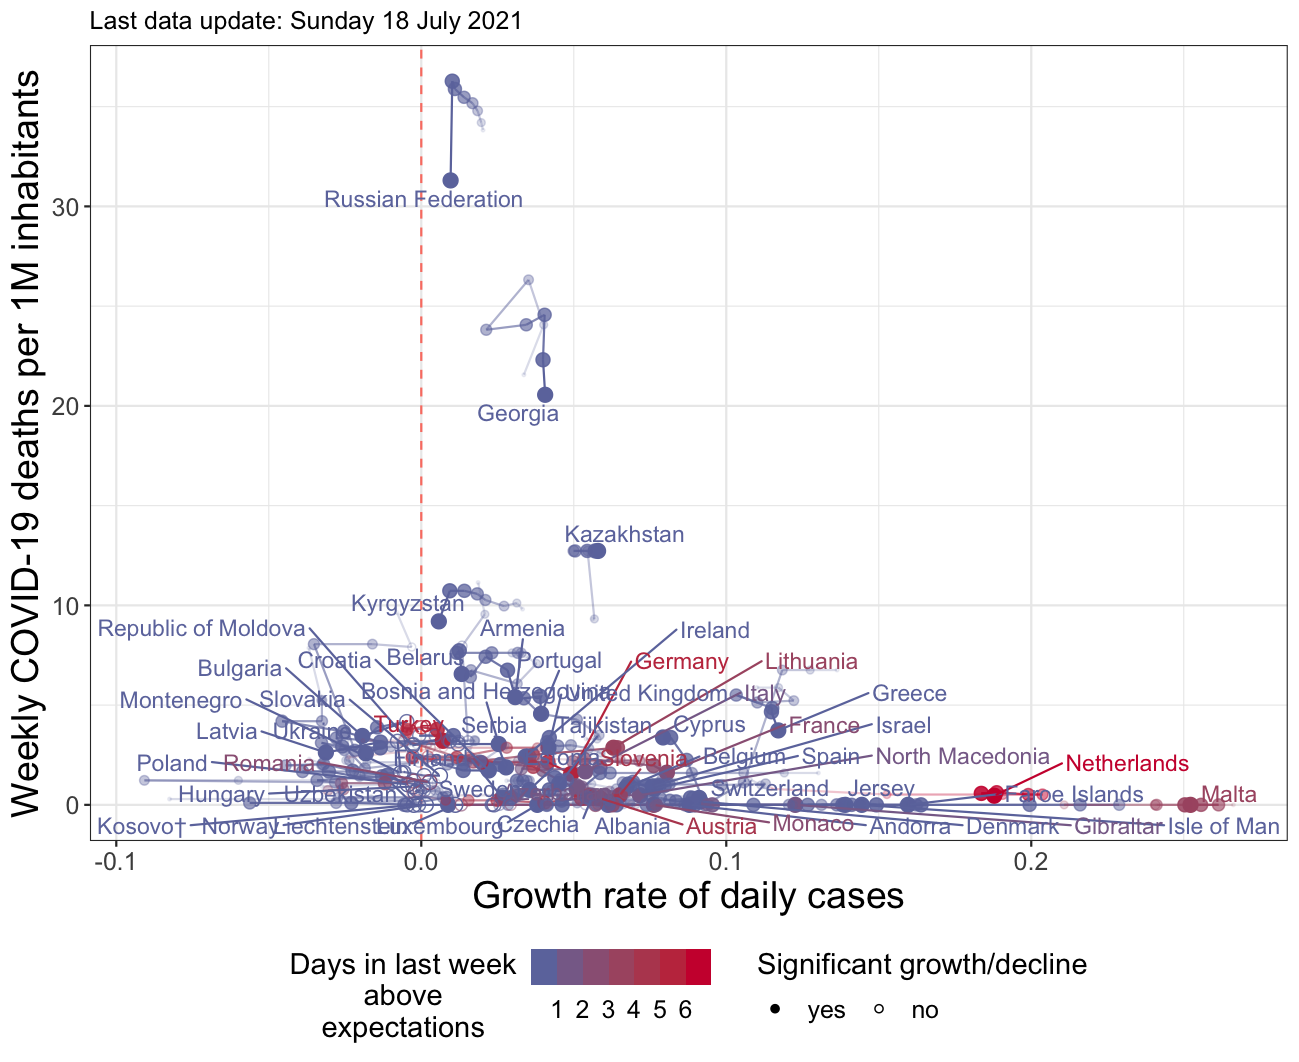 Last data update: Sunday 18 July 2021
Weekly COVID-19 deaths per 1M inhabitants
30
20
10
0
Russian Federation
Georgia
Kazakhstan
Kyrgyzstan
Republic of Moldova
Armenia
Ireland
Bulgaria
Croatia
Belarus
Portugal
Germany
Lithuania
Montenegro
Slovakia
Bosnia and Herzegovina
United Kingdom
Italy
Greece
Latvia
Ukraine
Turkey
Serbia
Tajikistan
Cyprus
France
Israel
Poland
Romania
Slovenia
Belgium
Spain
North Macedonia
Netherlands
Hungary
Uzbekistan
Sweden
Switzerland
Jersey
Faroe Islands
Malta
Kosovo†
Norway
Liechtenstein
Luxembourg
Czechia
Albania
Austria
Monaco
Andorra
Denmark
Gibraltar
Isle of Man
-0.1
0.0
0.1
0.2
Growth rate of daily cases
Days in last week
above
expectations
1 2 3 4 5 6
Significant growth/decline
yes
no